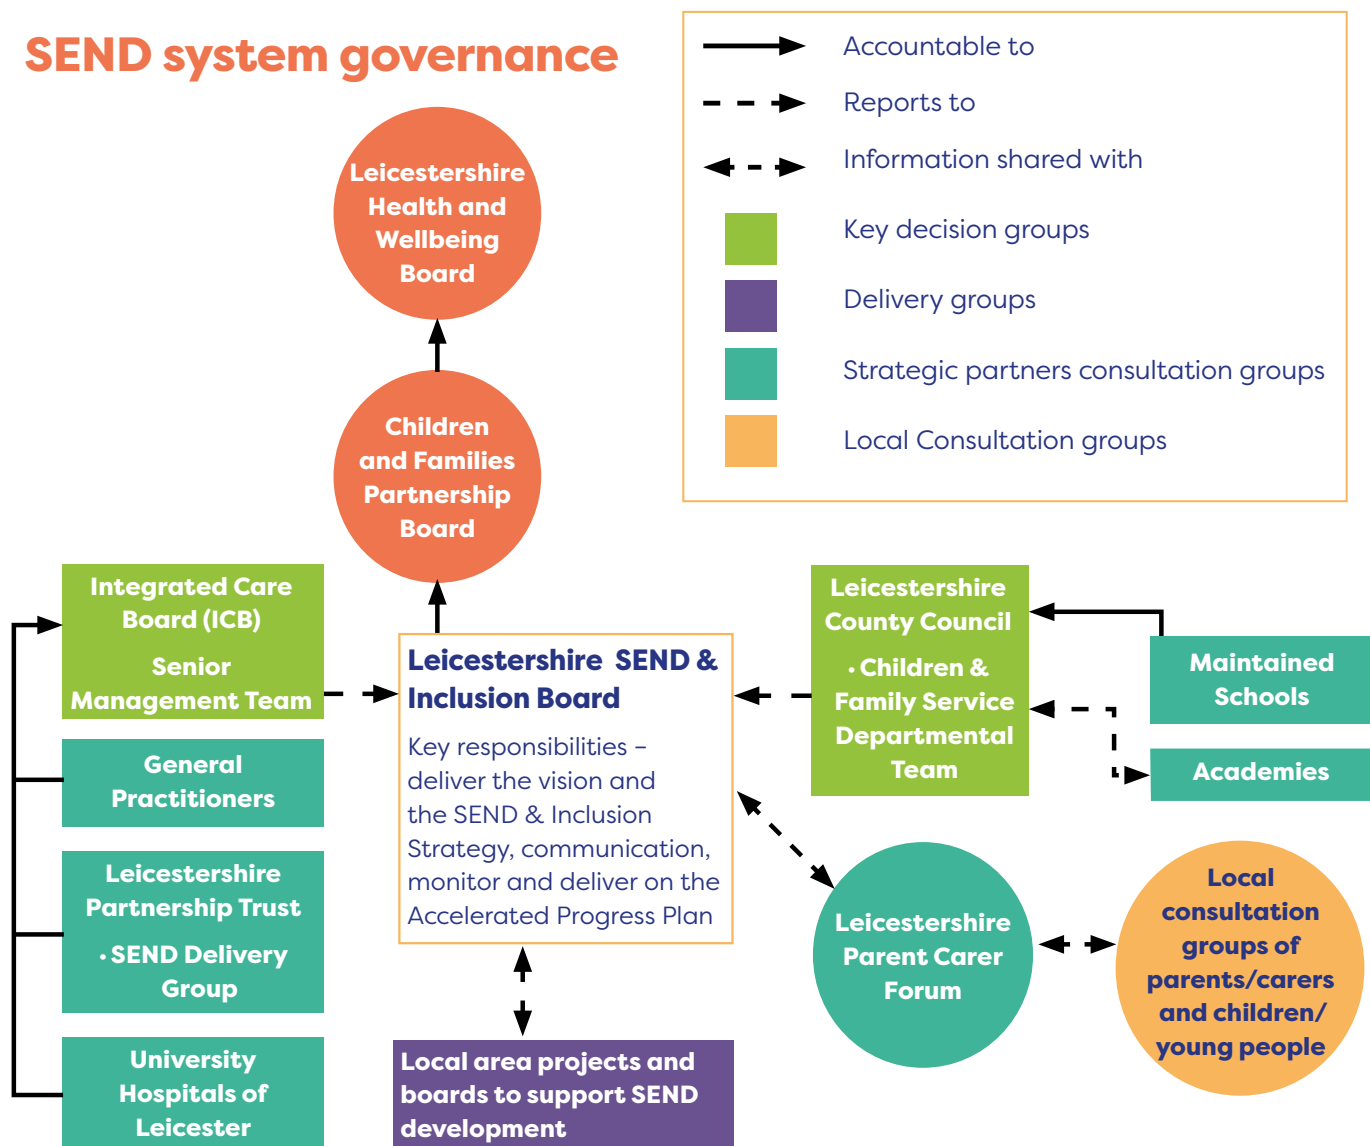 SEND system governance
Accountable to
Reports to
Information shared with
Key decision groups
Delivery groups
Strategic partners consultation groups
Local Consultation groups
Leicestershire
Health and
Wellbeing
Board
Children
and Families
Partnership
Board
Integrated Care
Board (ICB)
Senior
Management Team
General
Practitioners
Leicestershire
Partnership Trust
• SEND Delivery
Group
University
Hospitals of
Leicester
Leicestershire SEND &
Inclusion Board
Key responsibilities –
deliver the vision and
the SEND & Inclusion
Strategy, communication,
monitor and deliver on the
Accelerated Progress Plan
Local area projects and
boards to support SEND
development
Leicestershire
County Council
• Children &
Family Service
Departmental
Team
Maintained
Schools
Academies
Leicestershire
Parent Carer
Forum
Local
consultation
groups of
parents/carers
and children/
young people